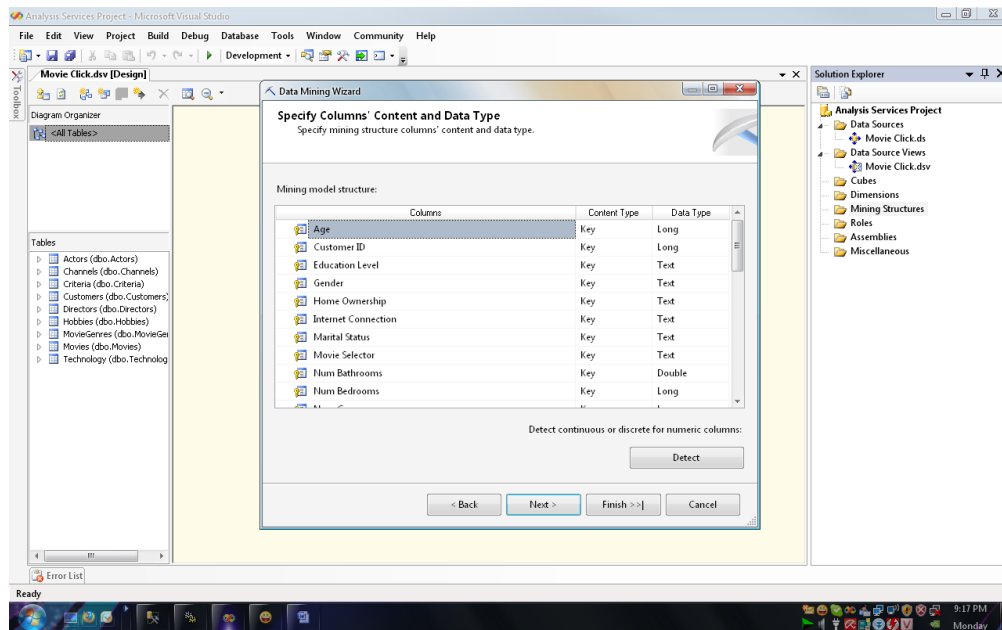 Analysis Services Project - Microsoft Visual Studio
File Edit View Project Build Debug Database Tools Window Community Help
Development
Toolbox
Movie Click.dsv [Design]
Diagram Organizer
<All Tables>
Tables
Actors (dbo.Actors)
Channels (dbo.Channels)
Criteria (dbo.Criteria)
Customers (dbo.Customers)
Directors (dbo.Directors)
Hobbies (dbo.Hobbies)
MovieGenres (dbo.MovieGer
Movies (dbo.Movies)
Technology (dbo.Technolog
Data Mining Wizard
Specify Columns' Content and Data Type
Specify mining structure columns' content and data type.
Mining model structure:
Columns Content Type Data Type
Age Key Long
Customer ID Key Long
Education Level Key Text
Gender Key Text
Home Ownership Key Text
Internet Connection Key Text
Marital Status Key Text
Movie Selector Key Text
Num Bathrooms Key Double
Num Bedrooms Key Long
Detect continuous or discrete for numeric columns:
Detect
< Back Next > Finish >>| Cancel
Solution Explorer
Analysis Services Project
Data Sources
Movie Click.ds
Data Source Views
Movie Click.dsv
Cubes
Dimensions
Mining Structures
Roles
Assemblies
Miscellaneous
Error List
Ready
9:17 PM
Monday